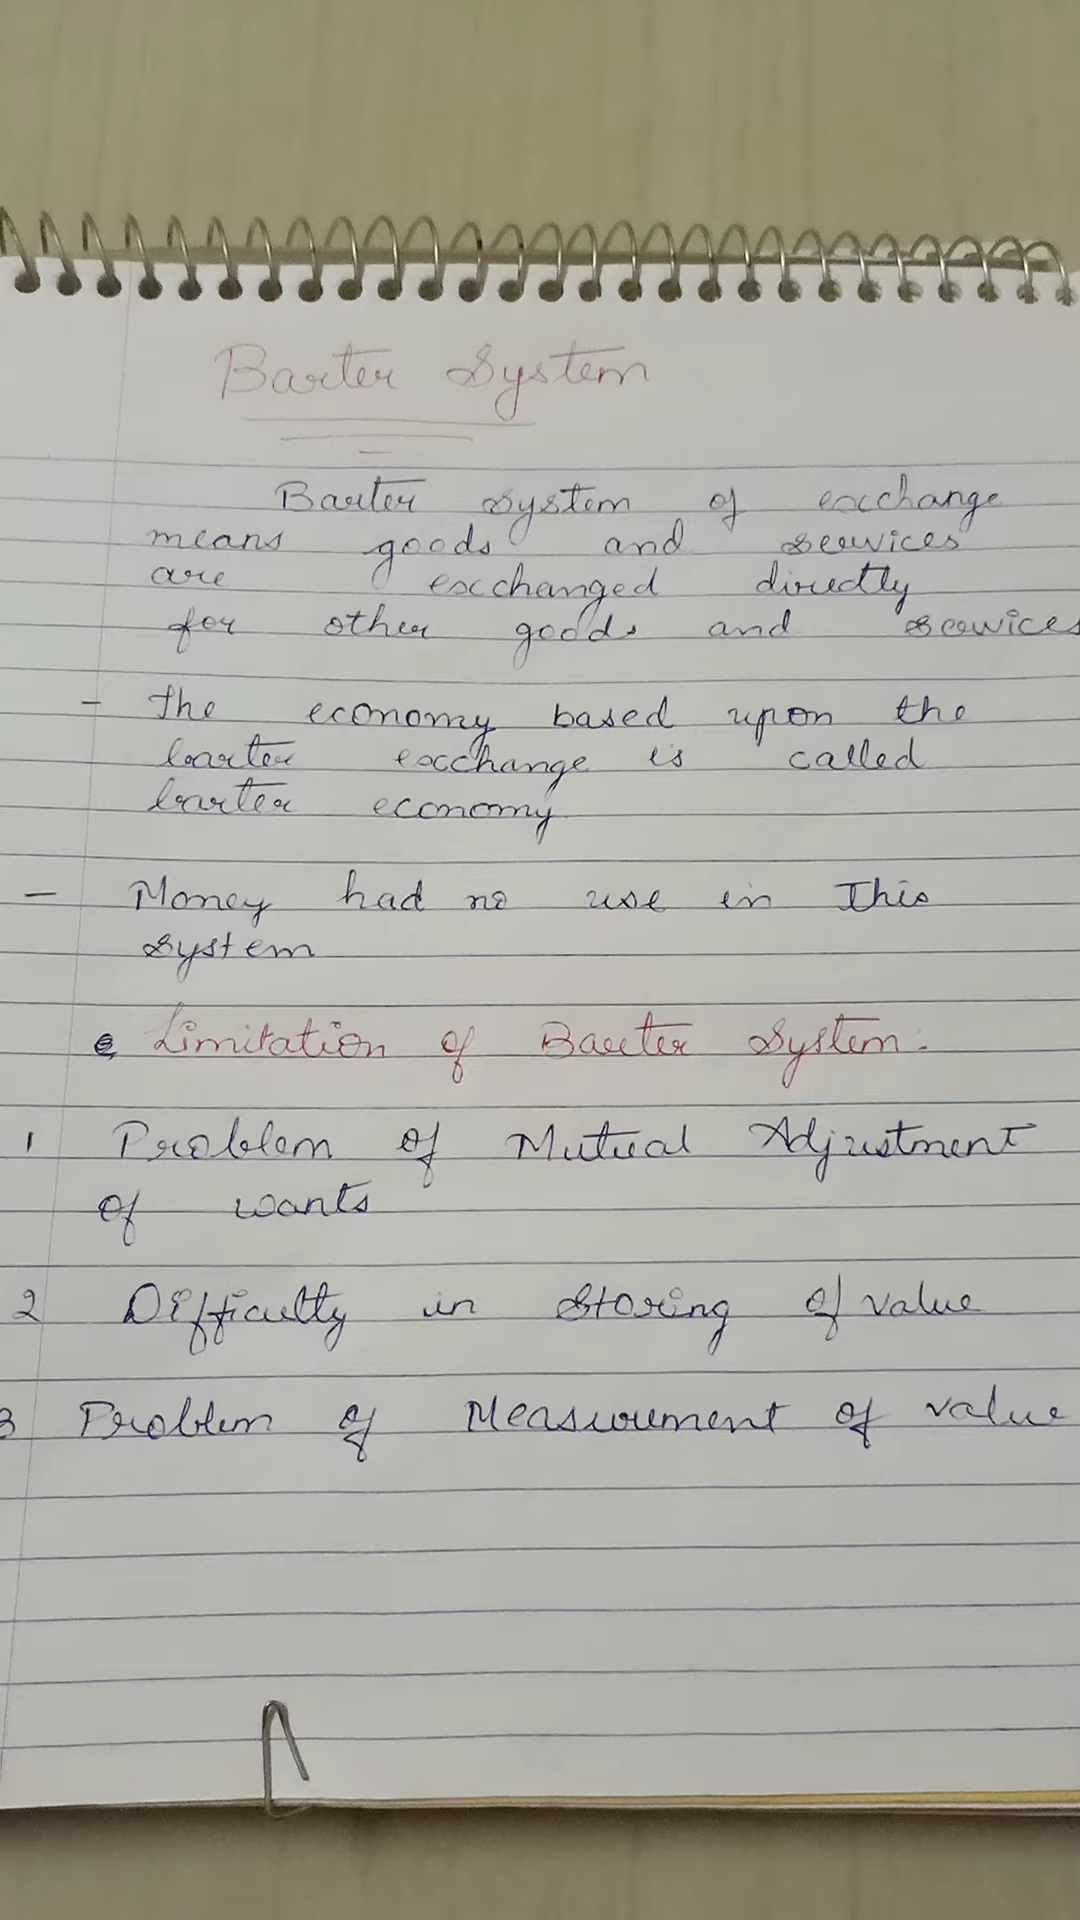 Barter System
Barter system of exchange
means goods and services
are exchanged directly
for other goods and services
- The economy based upon the
barter exchange is called
barter economy
- Money had no use in This
system
Limitation of Barter System.
1 Problem of Mutual Adjustment
of wants
2 Difficulty in Storing of value
3 Problem of Measurement of value